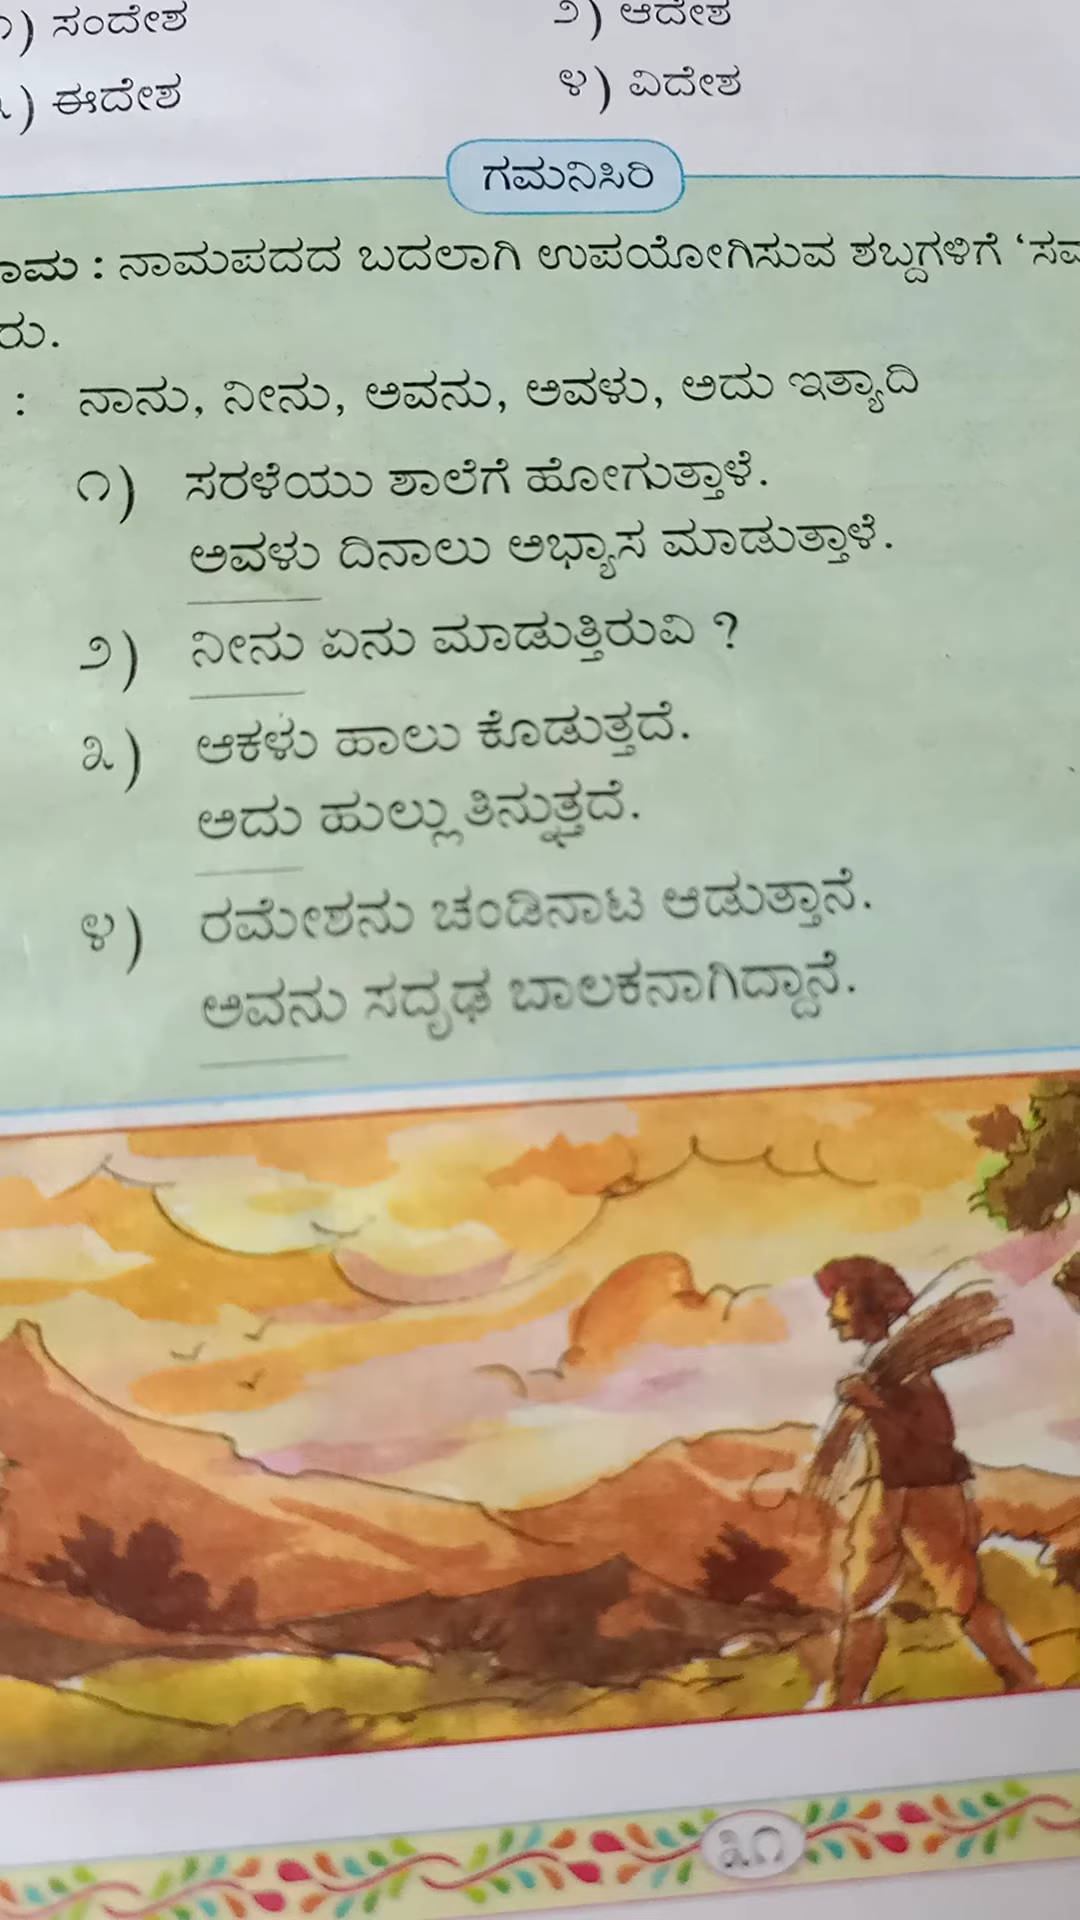 ೧) ಸಂದೇಶ ೨) ಆದೇಶ
೩) ಈದೇಶ ೪) ವಿದೇಶ
ಗಮನಿಸಿರಿ
ನಾಮ : ನಾಮಪದದ ಬದಲಾಗಿ ಉಪಯೋಗಿಸುವ ಶಬ್ದಗಳಿಗೆ ‘ಸರ್ವ
ರು.
: ನಾನು, ನೀನು, ಅವನು, ಅವಳು, ಅದು ಇತ್ಯಾದಿ
೧) ಸರಳೆಯು ಶಾಲೆಗೆ ಹೋಗುತ್ತಾಳೆ.
ಅವಳು ದಿನಾಲು ಅಭ್ಯಾಸ ಮಾಡುತ್ತಾಳೆ.
೨) ನೀನು ಏನು ಮಾಡುತ್ತಿರುವಿ ?
೩) ಆಕಳು ಹಾಲು ಕೊಡುತ್ತದೆ.
ಅದು ಹುಲ್ಲು ತಿನ್ನುತ್ತದೆ.
೪) ರಮೇಶನು ಚಂಡಿನಾಟ ಆಡುತ್ತಾನೆ.
ಅವನು ಸದೃಢ ಬಾಲಕನಾಗಿದ್ದಾನೆ.
೩೧